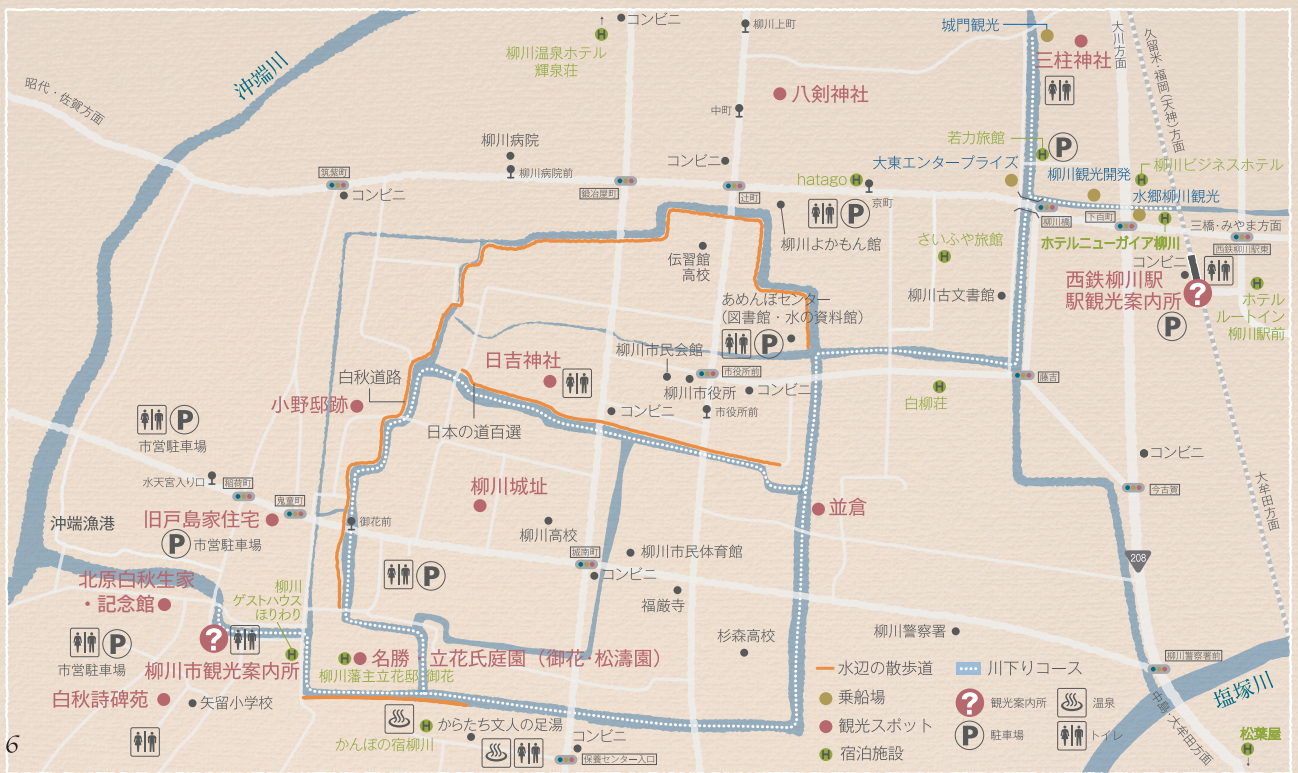 ↑
コンビニ
柳川温泉ホテル
輝泉荘
柳川上町
城門観光
三柱神社
大川方面
久留米・福岡(天神)方面
沖端川
昭代・佐賀方面
八剣神社
中町
柳川病院
柳川病院前
コンビニ
若力旅館
P
大東エンタープライズ
柳川観光開発
柳川ビジネスホテル
水郷柳川観光
筑紫町
コンビニ
鍛冶屋町
辻町
hatago
H
京町
P
柳川よかもん館
柳川橋
下百町
三橋・みやま方面
西鉄柳川駅東
ホテルニューガイア柳川
コンビニ
さいふや旅館
伝習館
高校
西鉄柳川駅
駅観光案内所
?
P
ホテル
ルートイン
柳川駅前
柳川古文書館
あめんぼセンター
(図書館・水の資料館)
P
柳川市民会館
市役所前
日吉神社
柳川市役所
コンビニ
市役所前
コンビニ
藤吉
白柳荘
白秋道路
小野邸跡
日本の道百選
P
市営駐車場
コンビニ
今古賀
大牟田方面
水天宮入り口
稲荷町
鬼童町
柳川城址
並倉
旧戸島家住宅
P
市営駐車場
御花前
沖端漁港
柳川高校
城南町
柳川市民体育館
コンビニ
208
P
北原白秋生家
・記念館
柳川
ゲストハウス
ほりわり
福厳寺
杉森高校
柳川警察署
柳川警察署前
?
P
市営駐車場
柳川市観光案内所
名勝 立花氏庭園(御花・松濤園)
柳川藩主立花邸 御花
白秋詩碑苑
矢留小学校
からたち文人の足湯
かんぽの宿柳川
コンビニ
保養センター入口
塩塚川
中島・大牟田方面
松葉屋
↓
水辺の散歩道
川下りコース
乗船場
?
観光案内所
温泉
観光スポット
P
駐車場
トイレ
H
宿泊施設
6